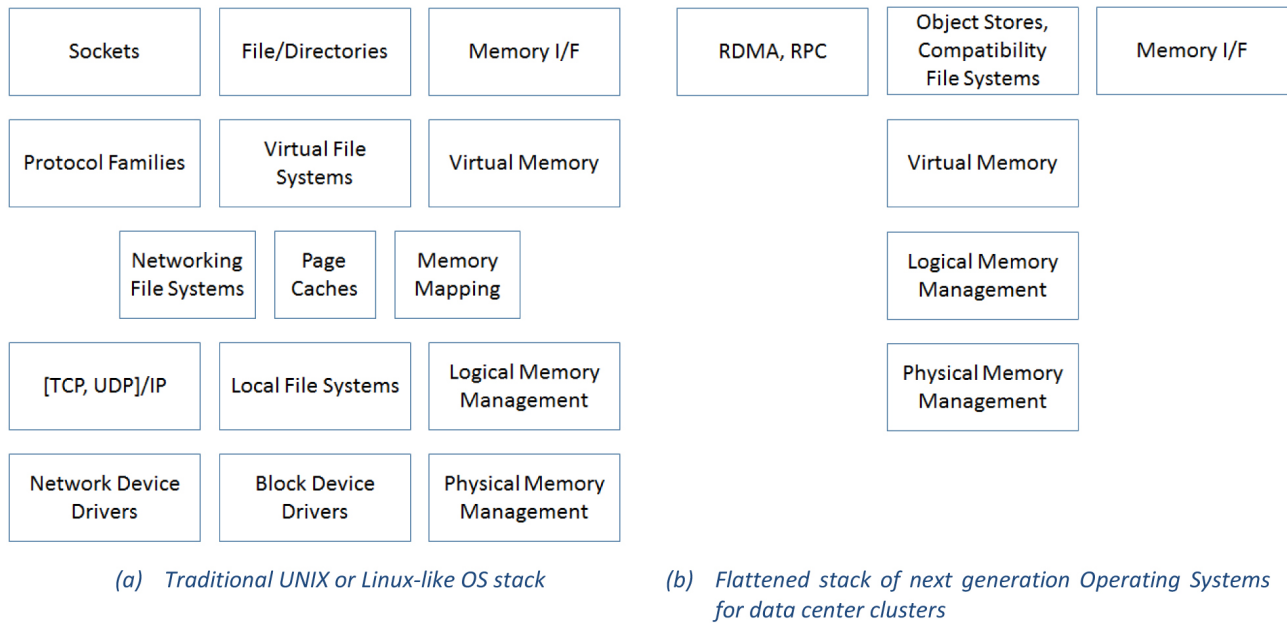 Sockets
File/Directories
Memory I/F
Protocol Families
Virtual File
Systems
Virtual Memory
Networking
File Systems
Page
Caches
Memory
Mapping
[TCP, UDP]/IP
Local File Systems
Logical Memory
Management
Network Device
Drivers
Block Device
Drivers
Physical Memory
Management
(a) Traditional UNIX or Linux-like OS stack
RDMA, RPC
Object Stores,
Compatibility
File Systems
Memory I/F
Virtual Memory
Logical Memory
Management
Physical Memory
Management
(b) Flattened stack of next generation Operating Systems
for data center clusters